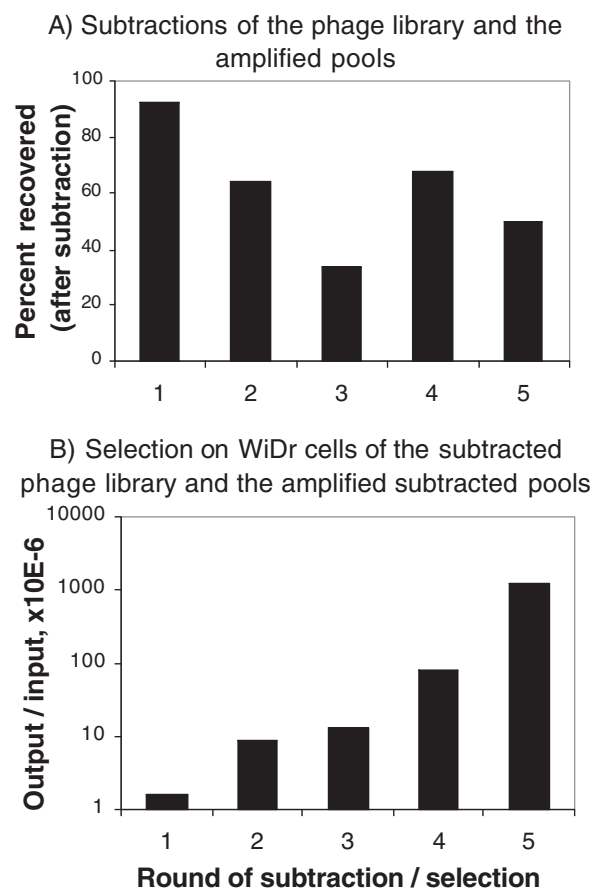 A) Subtractions of the phage library and the
amplified pools
Percent recovered
(after subtraction)
100
80
60
40
20
0
1 2 3 4 5
B) Selection on WiDr cells of the subtracted
phage library and the amplified subtracted pools
Output / input, x10E-6
10000
1000
100
10
1
1 2 3 4 5
Round of subtraction / selection